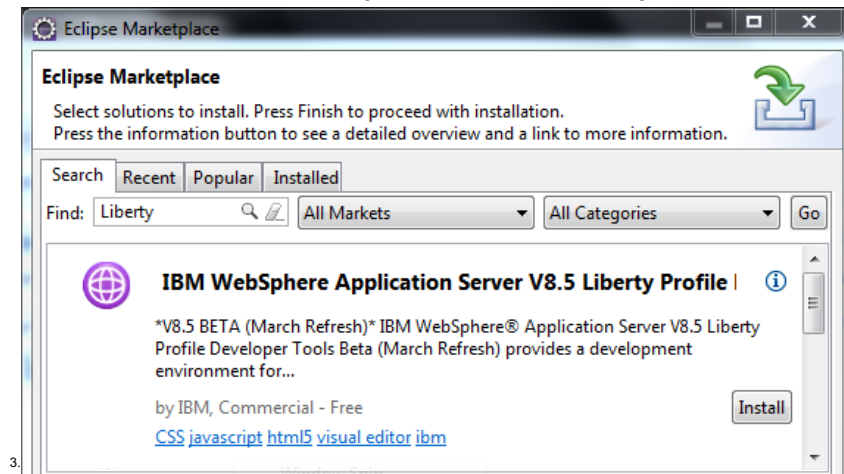 Eclipse Marketplace
Eclipse Marketplace
Select solutions to install. Press Finish to proceed with installation.
Press the information button to see a detailed overview and a link to more information.
Search Recent Popular Installed
Find: Liberty All Markets All Categories Go
IBM WebSphere Application Server V8.5 Liberty Profile
*V8.5 BETA (March Refresh)* IBM WebSphere® Application Server V8.5 Liberty
Profile Developer Tools Beta (March Refresh) provides a development
environment for...
by IBM, Commercial - Free Install
CSS javascript html5 visual editor ibm
3.